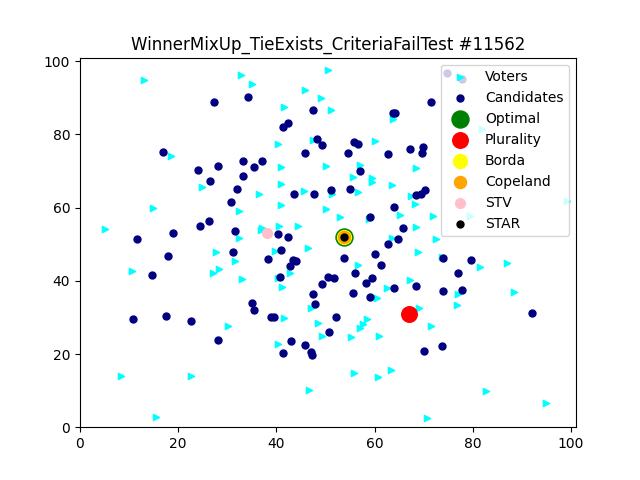 WinnerMixUp_TieExists_CriteriaFailTest #11562
100
80
60
40
20
0
0 20 40 60 80 100
Voters
Candidates
Optimal
Plurality
Borda
Copeland
STV
STAR